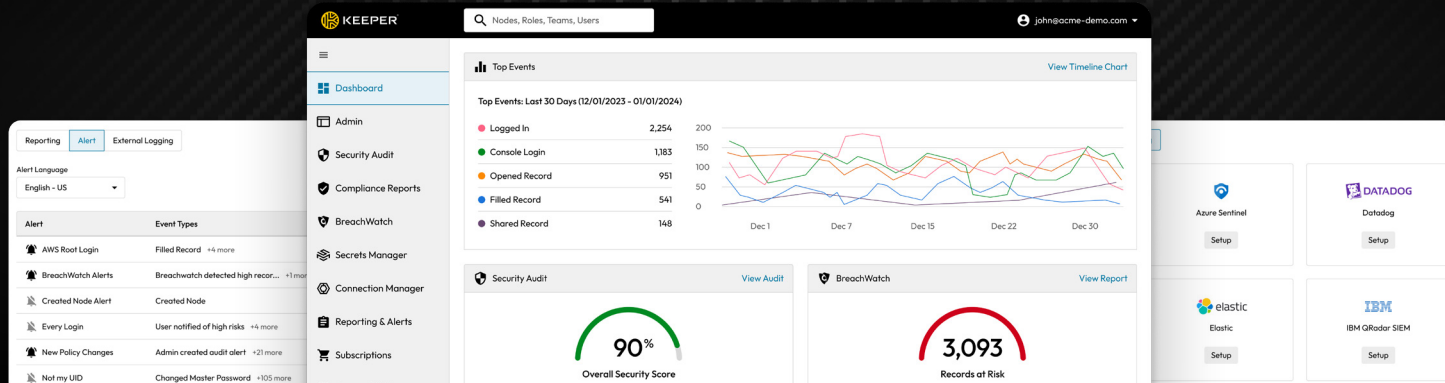 KEEPER
Nodes, Roles, Teams, Users
john@acme-demo.com
Reporting
Alert
External Logging
Alert Language
English - US
Alert
Event Types
AWS Root Login
Filled Record +4 more
BreachWatch Alerts
Breachwatch detected high recor...
Created Node Alert
Created Node
Every Login
User notified of high risks +4 more
New Policy Changes
Admin created audit alert +21 more
Not my UID
Changed Master Password +105 more
Dashboard
Admin
Security Audit
Compliance Reports
BreachWatch
Secrets Manager
Connection Manager
Reporting & Alerts
Subscriptions
Top Events
View Timeline Chart
Top Events: Last 30 Days (12/01/2023 - 01/01/2024)
Logged In 2,254
Console Login 1,183
Opened Record 951
Filled Record 541
Shared Record 148
200
150
100
50
0
Dec 1 Dec 7 Dec 15 Dec 22 Dec 30
Security Audit
View Audit
90%
Overall Security Score
BreachWatch
View Report
3,093
Records at Risk
Azure Sentinel
Setup
DATADOG
Datadog
Setup
elastic
Elastic
Setup
IBM
IBM QRadar SIEM
Setup